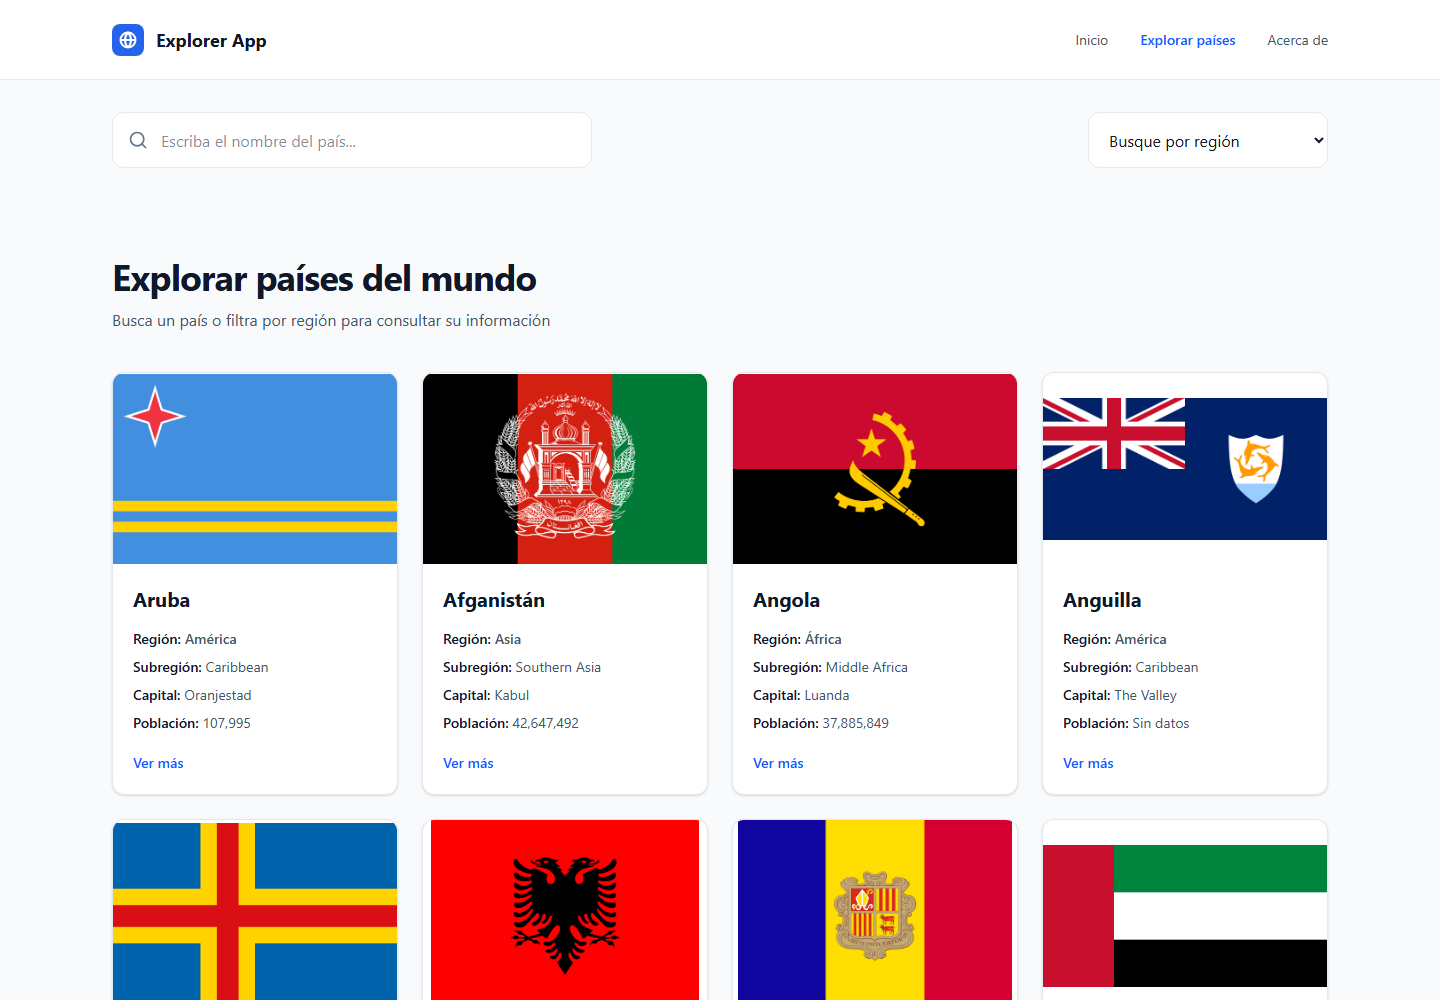 Explorer App
Inicio
Explorar países
Acerca de
Escriba el nombre del país...
Busque por región
Explorar países del mundo
Busca un país o filtra por región para consultar su información
Aruba
Región: América
Subregión: Caribbean
Capital: Oranjestad
Población: 107,995
Ver más
Afganistán
Región: Asia
Subregión: Southern Asia
Capital: Kabul
Población: 42,647,492
Ver más
Angola
Región: África
Subregión: Middle Africa
Capital: Luanda
Población: 37,885,849
Ver más
Anguilla
Región: América
Subregión: Caribbean
Capital: The Valley
Población: Sin datos
Ver más